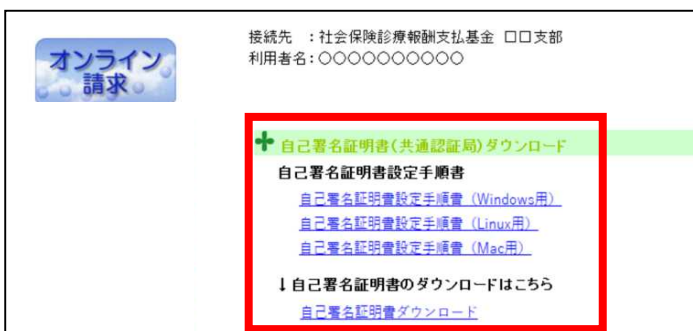 オンライン
請求
接続先 ：社会保険診療報酬支払基金 □□支部
利用者名：○○○○○○○○○○
自己署名証明書(共通認証局)ダウンロード
自己署名証明書設定手順書
自己署名証明書設定手順書（Windows用）
自己署名証明書設定手順書（Linux用）
自己署名証明書設定手順書（Mac用）
↓自己署名証明書のダウンロードはこちら
自己署名証明書ダウンロード